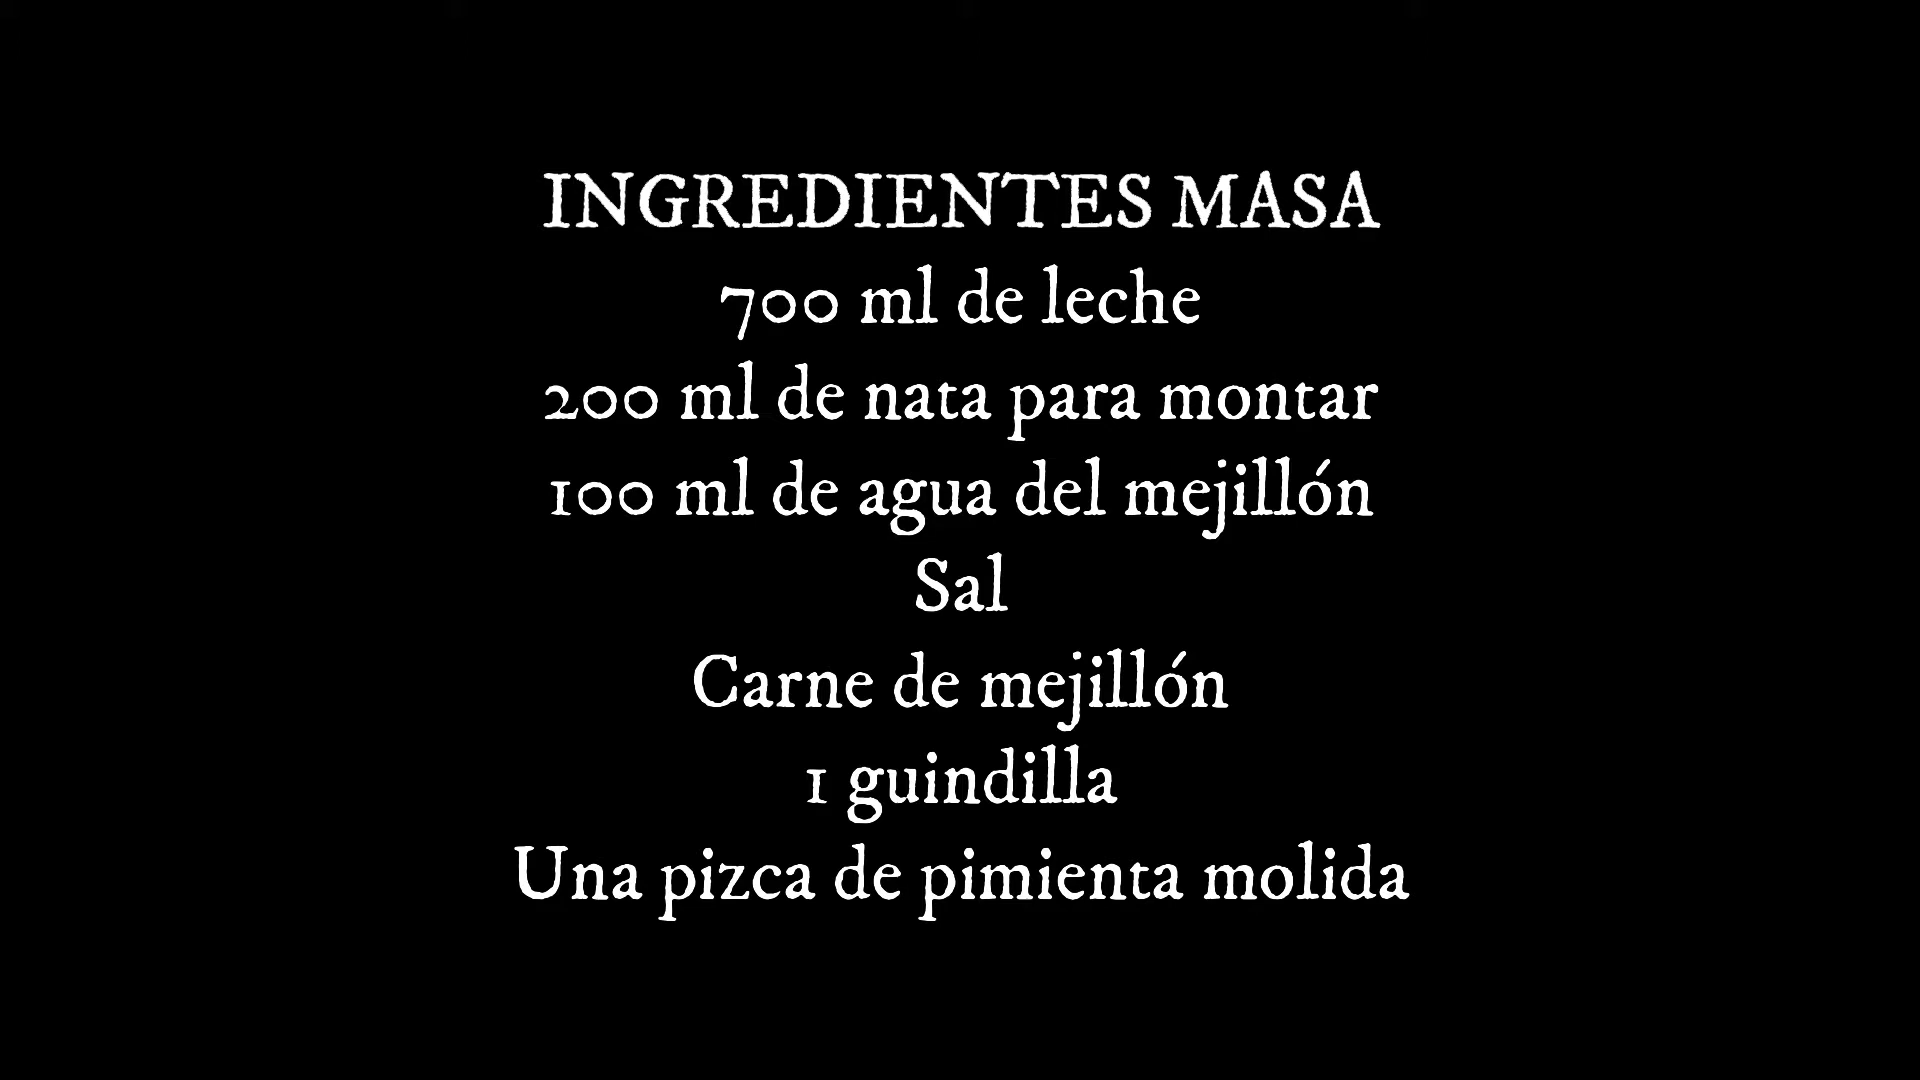 INGREDIENTES MASA
700 ml de leche
200 ml de nata para montar
100 ml de agua del mejillón
Sal
Carne de mejillón
1 guindilla
Una pizca de pimienta molida